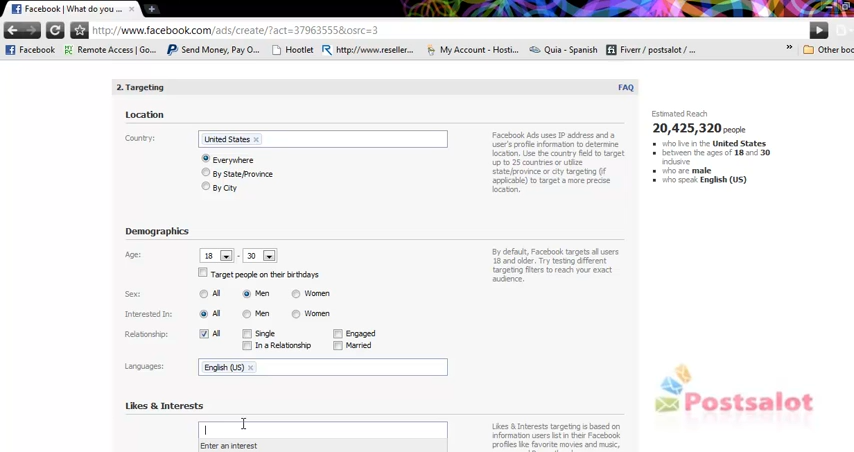 Facebook | What do you ...
http://www.facebook.com/ads/create/?act=37963555&osrc=3
Facebook
Remote Access | Go...
Send Money, Pay O...
Hootlet
http://www.reseller...
My Account - Hosti...
Quia - Spanish
Fiverr / postsalot / ...
»
Other boo
2. Targeting
FAQ
Location
Country:
United States
Everywhere
By State/Province
By City
Facebook Ads uses IP address and a
user's profile information to determine
location. Use the country field to target
up to 25 countries or utilize
state/province or city targeting (if
applicable) to target a more precise
location.
Demographics
Age:
18 - 30
Target people on their birthdays
By default, Facebook targets all users
18 and older. Try testing different
targeting filters to reach your exact
audience.
Sex:
All
Men
Women
Interested In:
All
Men
Women
Relationship:
All
Single
Engaged
In a Relationship
Married
Languages:
English (US)
Likes & Interests
Enter an interest
Likes & Interests targeting is based on
information users list in their Facebook
profiles like favorite movies and music,
Estimated Reach
20,425,320 people
who live in the United States
between the ages of 18 and 30
inclusive
who are male
who speak English (US)
Postsalot